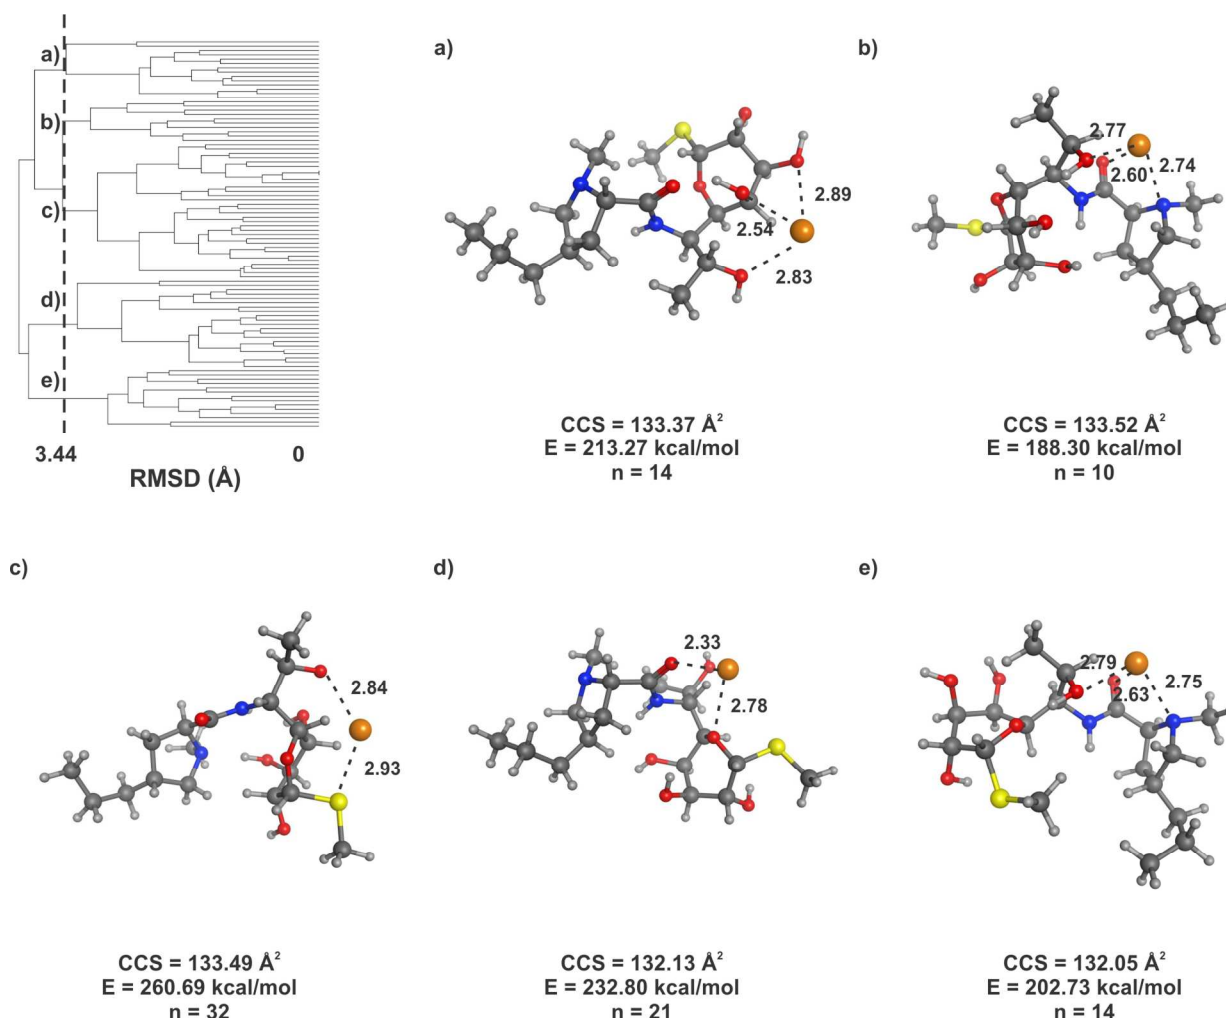 a)
b)
c)
d)
e)
3.44
0
RMSD (Å)
a)
2.89
2.54
2.83
CCS = 133.37 Å²
E = 213.27 kcal/mol
n = 14
b)
2.77
2.60
2.74
CCS = 133.52 Å²
E = 188.30 kcal/mol
n = 10
c)
2.84
2.93
CCS = 133.49 Å²
E = 260.69 kcal/mol
n = 32
d)
2.33
2.78
CCS = 132.13 Å²
E = 232.80 kcal/mol
n = 21
e)
2.79
2.63
2.75
CCS = 132.05 Å²
E = 202.73 kcal/mol
n = 14